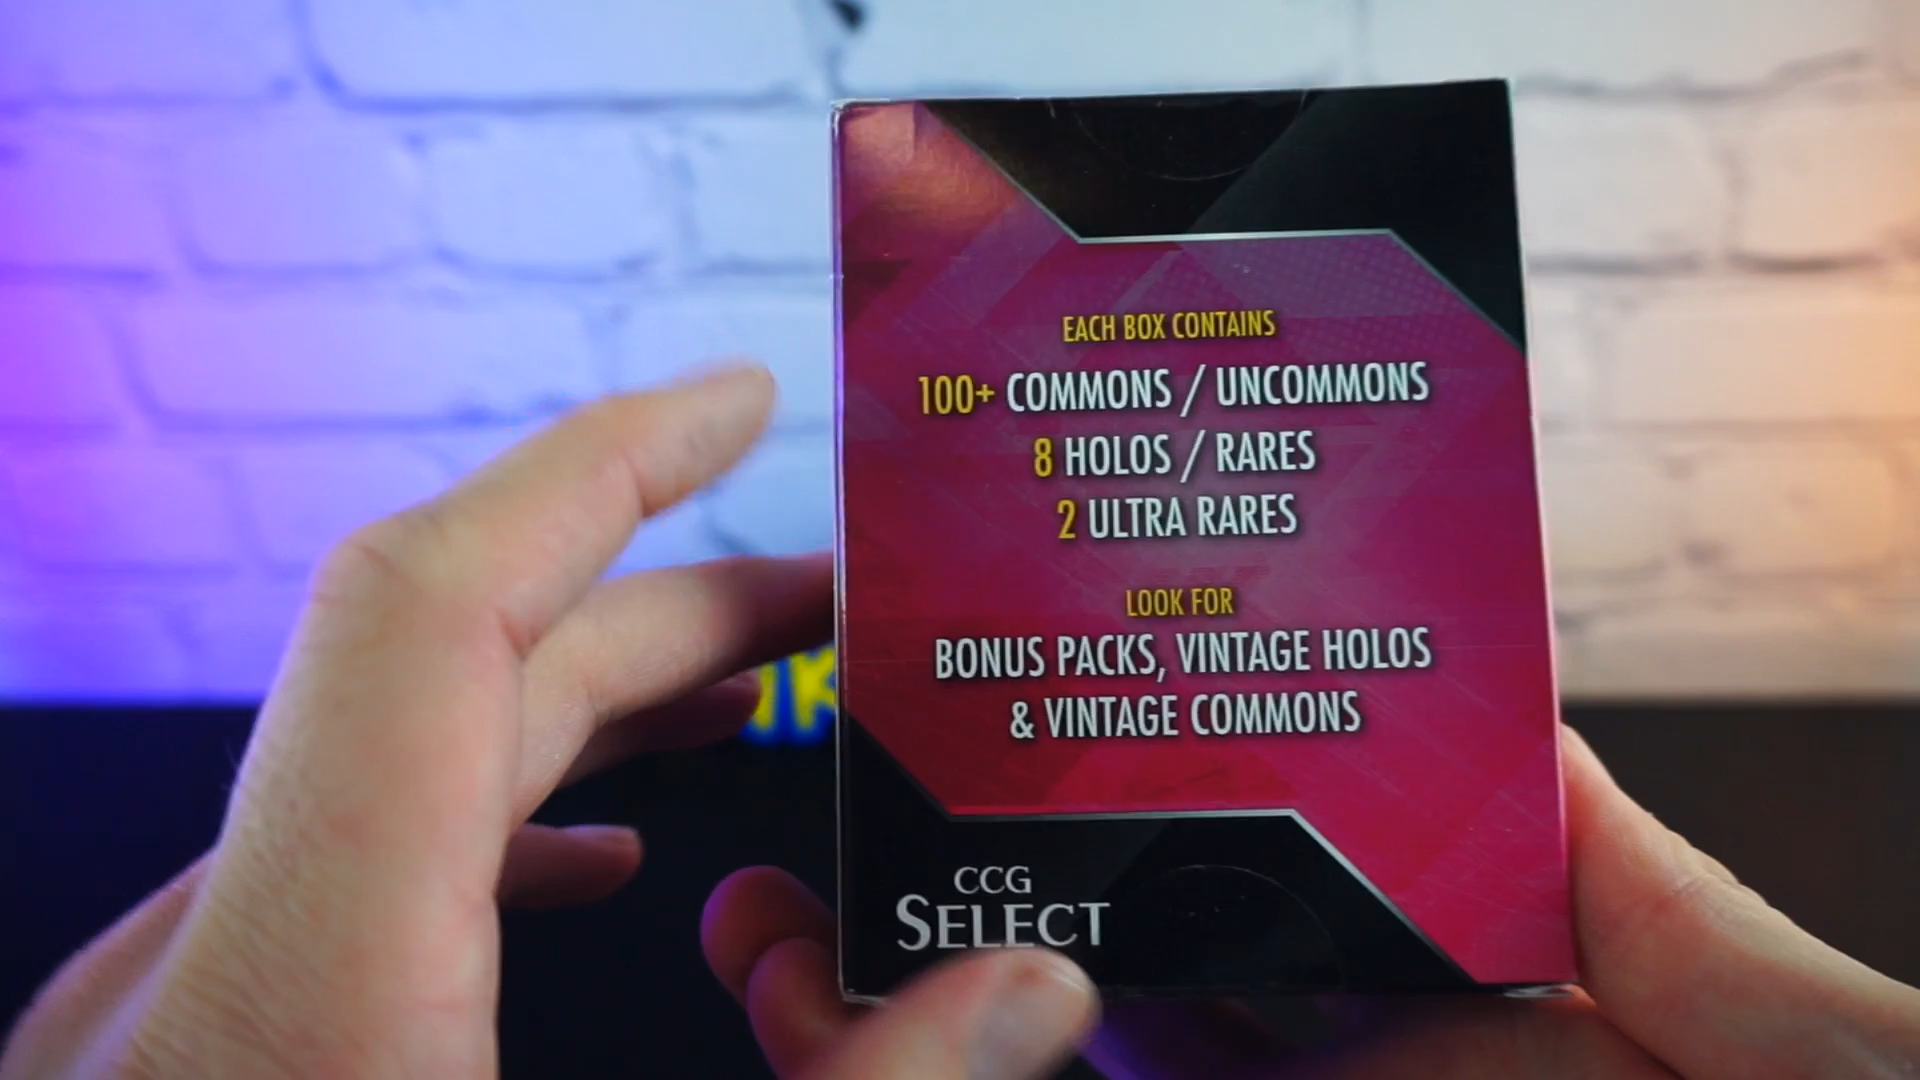 EACH BOX CONTAINS
100+ COMMONS / UNCOMMONS
8 HOLOS / RARES
2 ULTRA RARES
LOOK FOR
BONUS PACKS, VINTAGE HOLOS
& VINTAGE COMMONS
CCG
SELECT